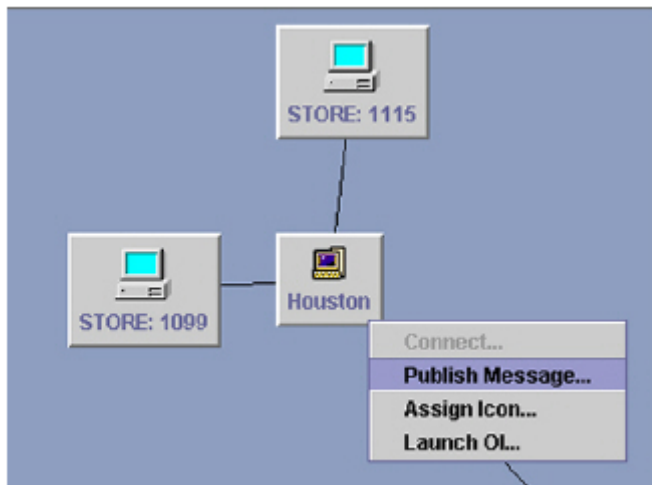 STORE: 1115
STORE: 1099
Houston
Connect...
Publish Message...
Assign Icon...
Launch OI...